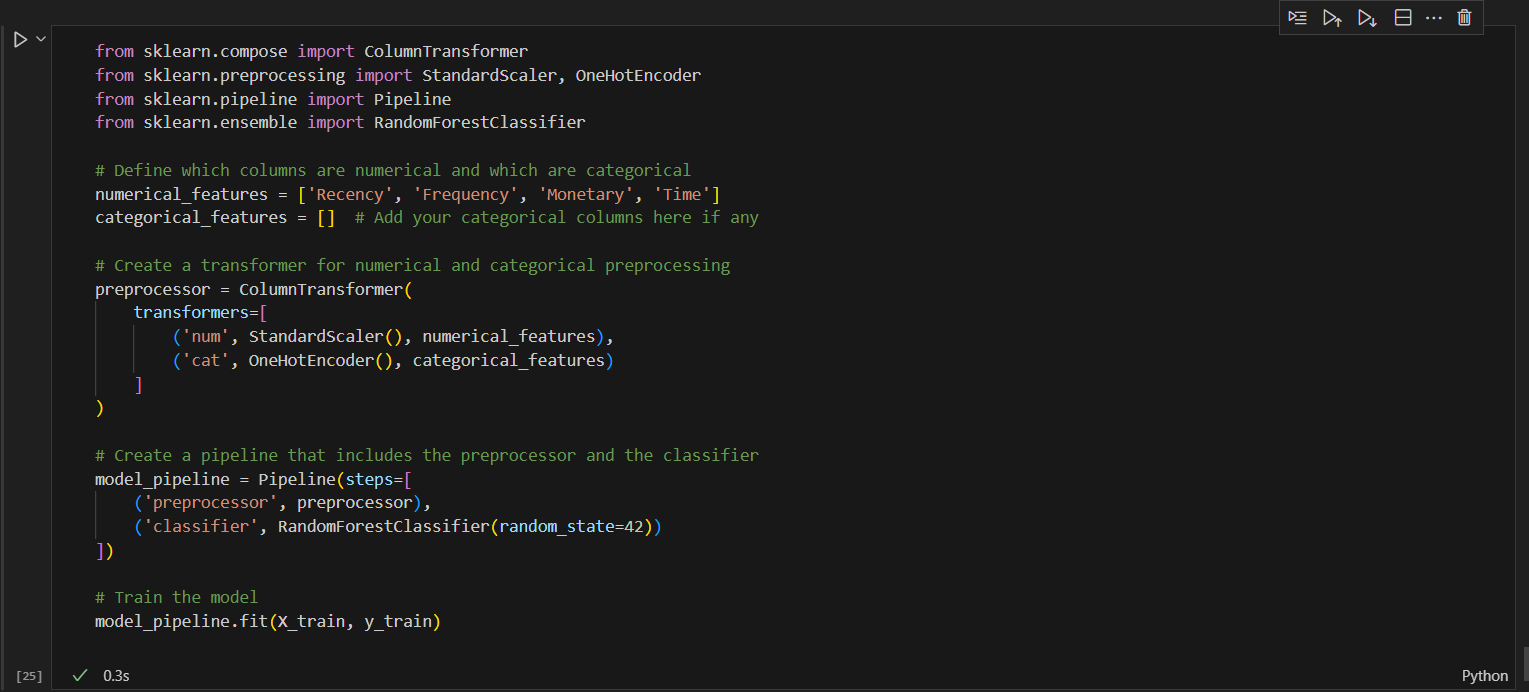 from sklearn.compose import ColumnTransformer
from sklearn.preprocessing import StandardScaler, OneHotEncoder
from sklearn.pipeline import Pipeline
from sklearn.ensemble import RandomForestClassifier

# Define which columns are numerical and which are categorical
numerical_features = ['Recency', 'Frequency', 'Monetary', 'Time']
categorical_features = []  # Add your categorical columns here if any

# Create a transformer for numerical and categorical preprocessing
preprocessor = ColumnTransformer(
    transformers=[
        ('num', StandardScaler(), numerical_features),
        ('cat', OneHotEncoder(), categorical_features)
    ]
)

# Create a pipeline that includes the preprocessor and the classifier
model_pipeline = Pipeline(steps=[
    ('preprocessor', preprocessor),
    ('classifier', RandomForestClassifier(random_state=42))
])

# Train the model
model_pipeline.fit(X_train, y_train)
[25] 0.3s Python